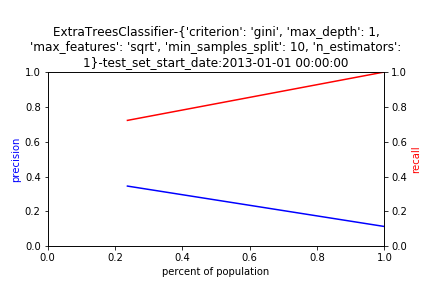 ExtraTreesClassifier-{'criterion': 'gini', 'max_depth': 1,
'max_features': 'sqrt', 'min_samples_split': 10, 'n_estimators':
1}-test_set_start_date:2013-01-01 00:00:00
1.0
0.8
0.6
0.4
0.2
0.0
precision
1.0
0.8
0.6
0.4
0.2
0.0
recall
0.0 0.2 0.4 0.6 0.8 1.0
percent of population